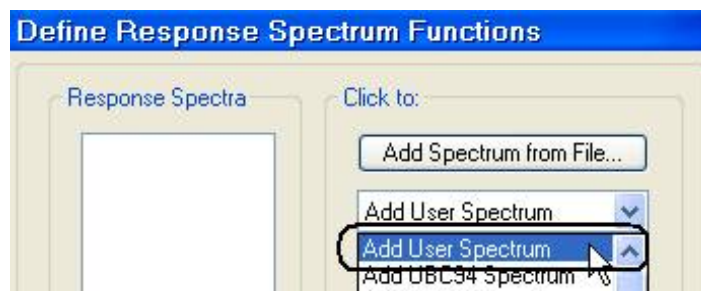 Define Response Spectrum Functions
Response Spectra
Click to:
Add Spectrum from File...
Add User Spectrum
Add User Spectrum
Add UBC94 Spectrum